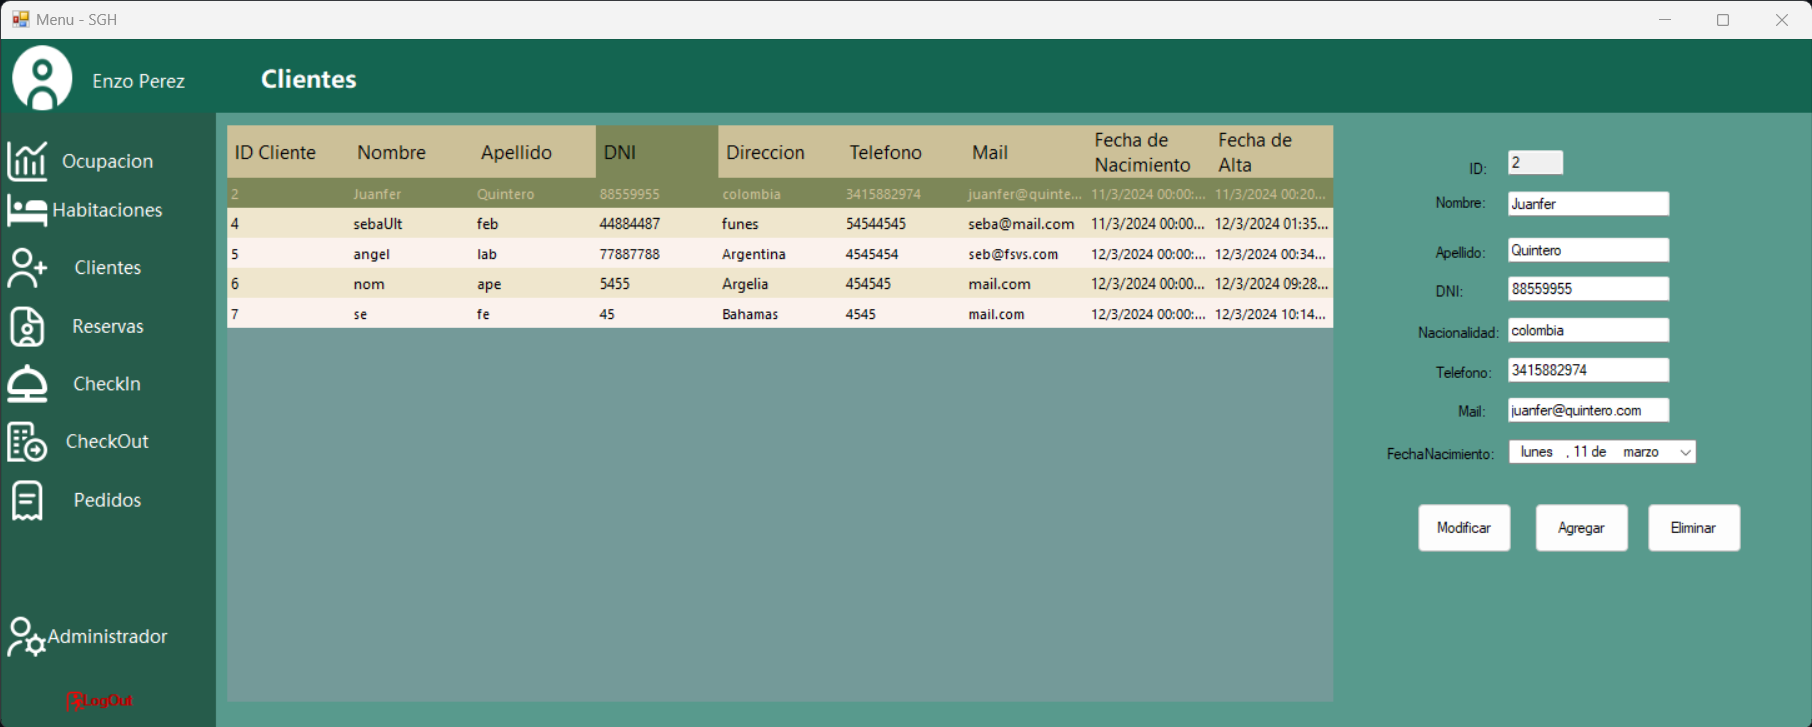 Menu - SGH
Enzo Perez
Clientes
Ocupacion
Habitaciones
Clientes
Reservas
CheckIn
CheckOut
Pedidos
Administrador
LogOut
ID Cliente Nombre Apellido DNI Direccion Telefono Mail Fecha de Nacimiento Fecha de Alta
2 Juanfer Quintero 88559955 colombia 3415882974 juanfer@quinte... 11/3/2024 00:00:... 11/3/2024 00:20...
4 sebaUlt feb 44884487 funes 54544545 seba@mail.com 11/3/2024 00:00... 12/3/2024 01:35...
5 angel lab 77887788 Argentina 4545454 seb@fsvs.com 12/3/2024 00:00:... 12/3/2024 00:34...
6 nom ape 5455 Argelia 454545 mail.com 12/3/2024 00:00... 12/3/2024 09:28...
7 se fe 45 Bahamas 4545 mail.com 12/3/2024 00:00:... 12/3/2024 10:14...
ID: 2
Nombre: Juanfer
Apellido: Quintero
DNI: 88559955
Nacionalidad: colombia
Telefono: 3415882974
Mail: juanfer@quintero.com
FechaNacimiento: lunes , 11 de marzo
Modificar Agregar Eliminar